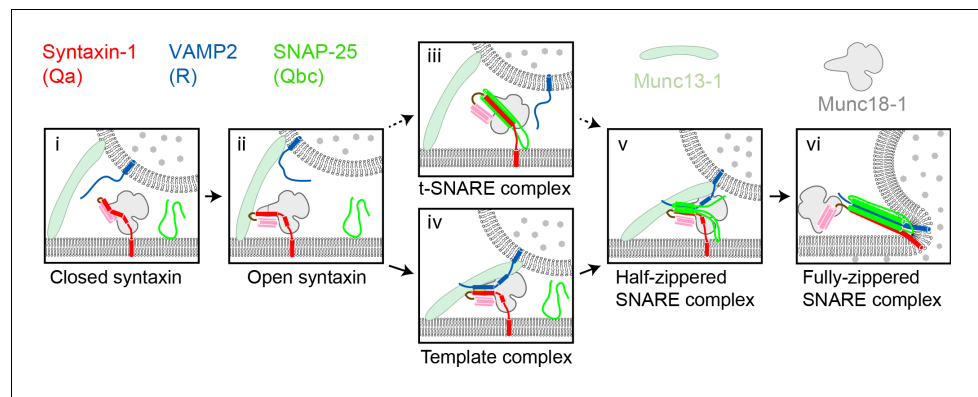 Syntaxin-1
(Qa)
VAMP2
(R)
SNAP-25
(Qbc)
iii
Munc13-1
Munc18-1
i
ii
t-SNARE complex
v
vi
Closed syntaxin
Open syntaxin
iv
Half-zippered
SNARE complex
Fully-zippered
SNARE complex
Template complex